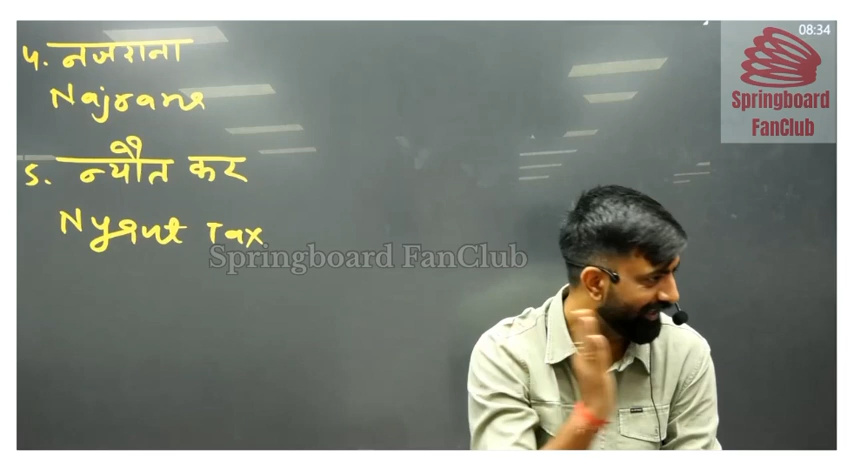 08:34
Springboard
FanClub
4. नजराना
Najrana
5. न्यौत कर
Nyaut Tax
Springboard FanClub